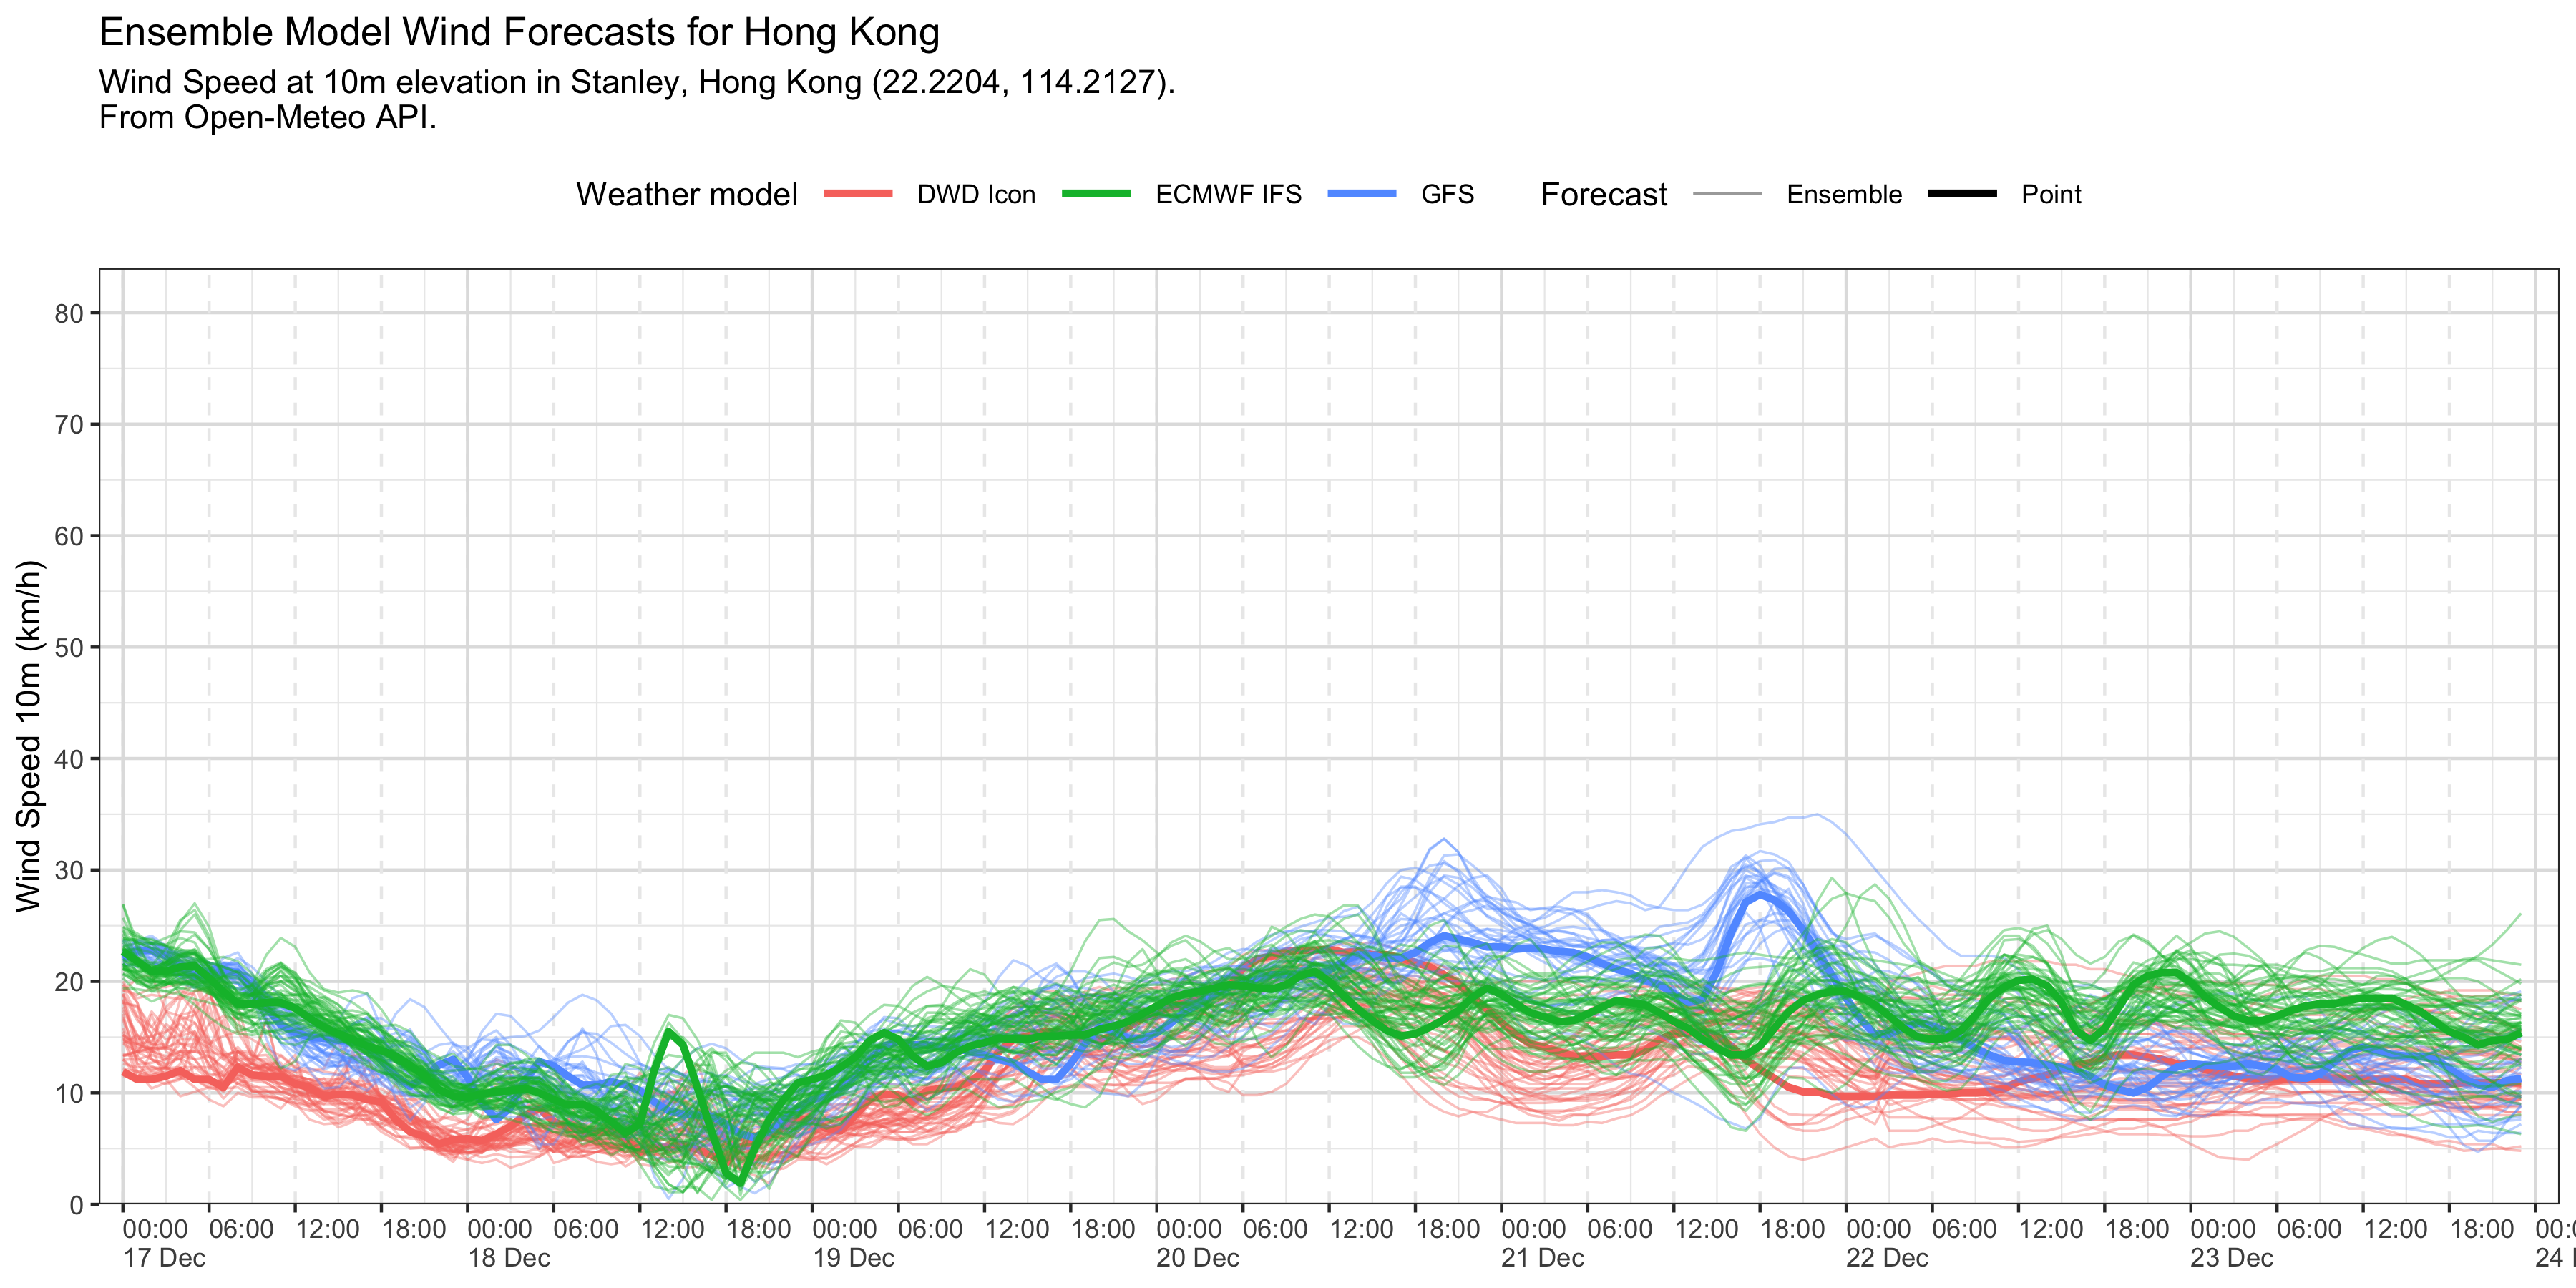 Ensemble Model Wind Forecasts for Hong Kong
Wind Speed at 10m elevation in Stanley, Hong Kong (22.2204, 114.2127).
From Open-Meteo API.
Weather model DWD Icon ECMWF IFS GFS Forecast Ensemble Point
Wind Speed 10m (km/h)
80
70
60
50
40
30
20
10
0
00:00 06:00 12:00 18:00 00:00 06:00 12:00 18:00 00:00 06:00 12:00 18:00 00:00 06:00 12:00 18:00 00:00 06:00 12:00 18:00 00:00 06:00 12:00 18:00 00:00 06:00 12:00 18:00
17 Dec 18 Dec 19 Dec 20 Dec 21 Dec 22 Dec 23 Dec 24